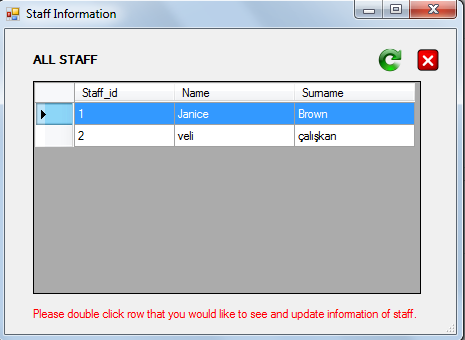 Staff Information
ALL STAFF
Staff_id Name Surname
1 Janice Brown
2 veli çalışkan
Please double click row that you would like to see and update information of staff.